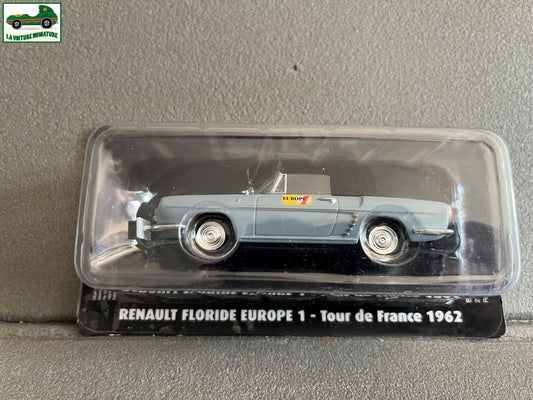 LA VOITURE MINIATURE
EUROPE 1
RENAULT FLORIDE EUROPE 1 - Tour de France 1962